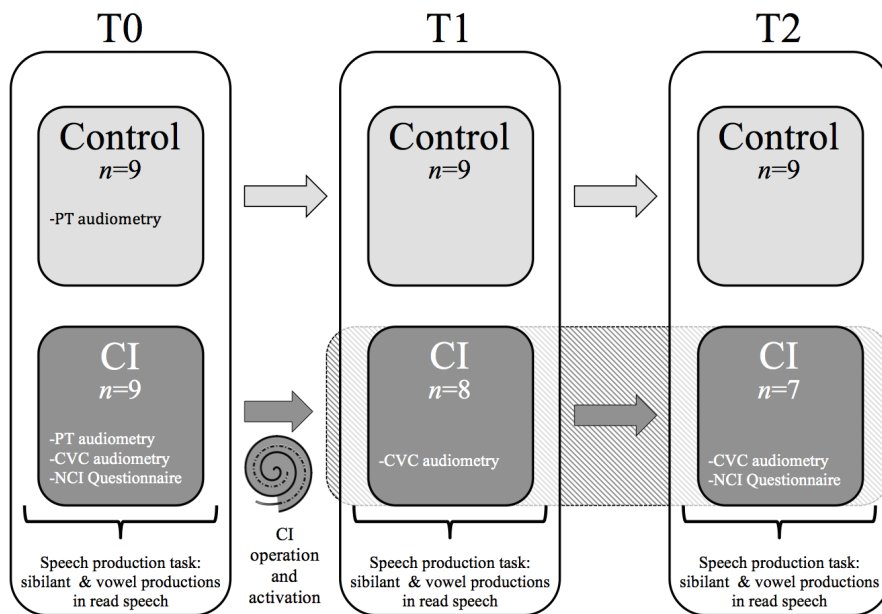 T0
Control
n=9
-PT audiometry
CI
n=9
-PT audiometry
-CVC audiometry
-NCI Questionnaire
Speech production task:
sibilant & vowel productions
in read speech
CI
operation
and
activation
T1
Control
n=9
CI
n=8
-CVC audiometry
Speech production task:
sibilant & vowel productions
in read speech
T2
Control
n=9
CI
n=7
-CVC audiometry
-NCI Questionnaire
Speech production task:
sibilant & vowel productions
in read speech